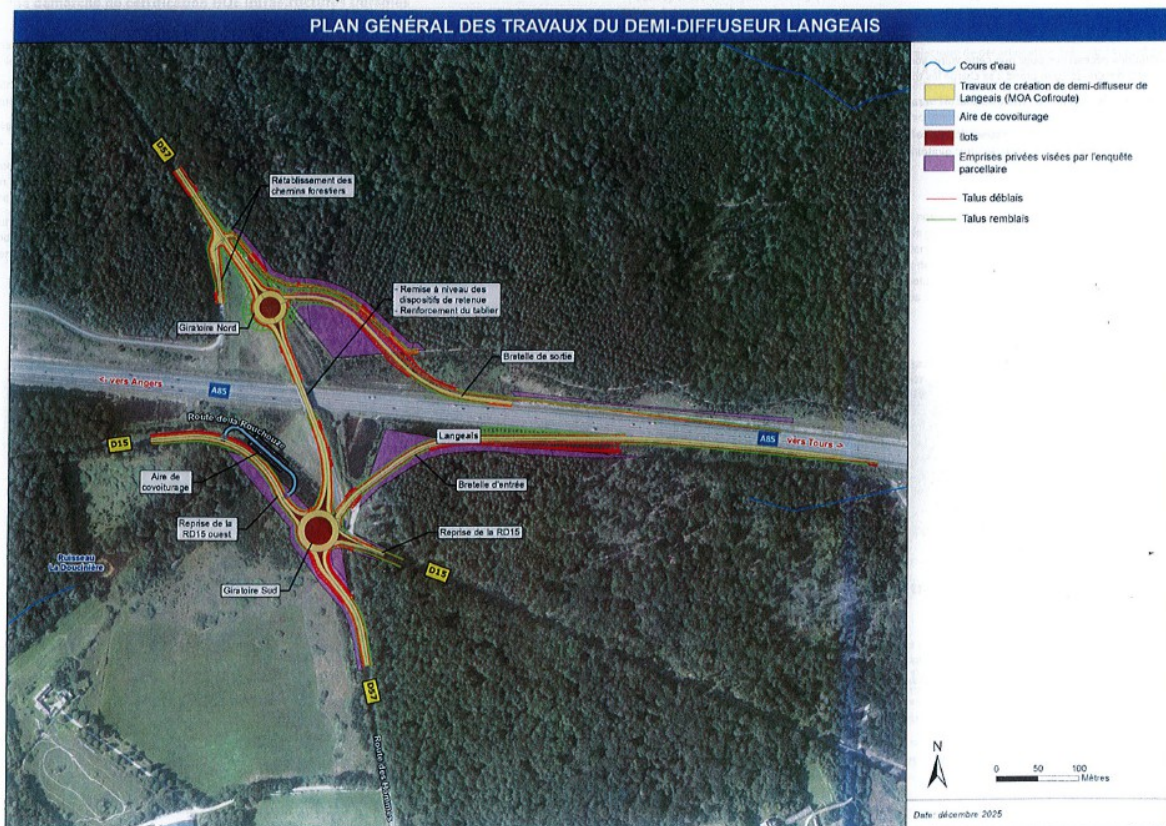 PLAN GÉNÉRAL DES TRAVAUX DU DEMI-DIFFUSEUR LANGEAIS
Cours d'eau
Travaux de création de demi-diffuseur de
Langeais (MOA Cofiroute)
Aire de covoiturage
Ilots
Emprises privées visées par l'enquête
parcellaire
Talus déblais
Talus remblais
D57
Rétablissement des
chemins forestiers
- Remise à niveau des
dispositifs de retenue
- Renforcement du tablier
Giratoire Nord
Bretelle de sortie
<: vers Angers
A85
Route de la Rouchouze
D15
Langeais
A85
vers Tours >
Aire de
covoiturage
Bretelle d'entrée
Reprise de la
RD15 ouest
Reprise de la RD15
Ruisseau
La Doucinière
D15
Giratoire Sud
D57
Route des
N
0 50 100
Mètres
Date: décembre 2025